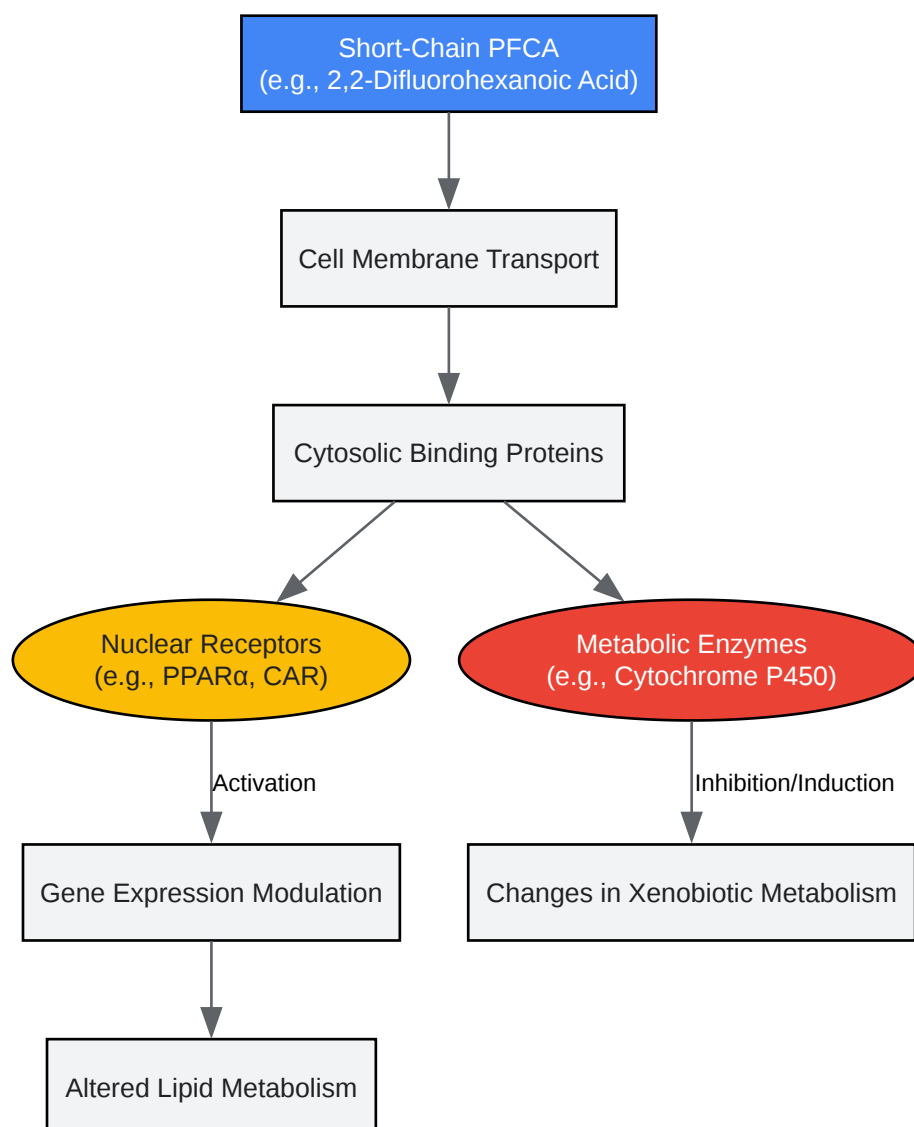 Short-Chain PFCA
(e.g., 2,2-Difluorohexanoic Acid)
Cell Membrane Transport
Cytosolic Binding Proteins
Nuclear Receptors
(e.g., PPARα, CAR)
Metabolic Enzymes
(e.g., Cytochrome P450)
Activation
Inhibition/Induction
Gene Expression Modulation
Changes in Xenobiotic Metabolism
Altered Lipid Metabolism